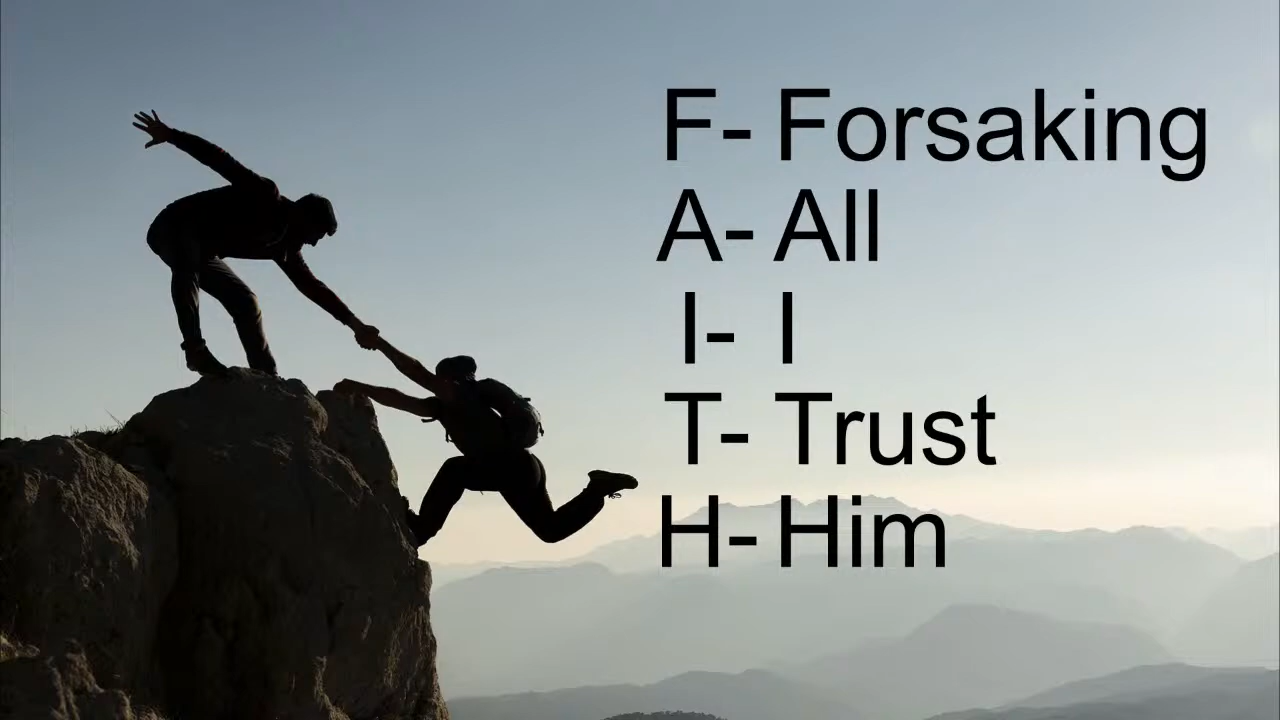 F- Forsaking
A- All
I- I
T- Trust
H- Him